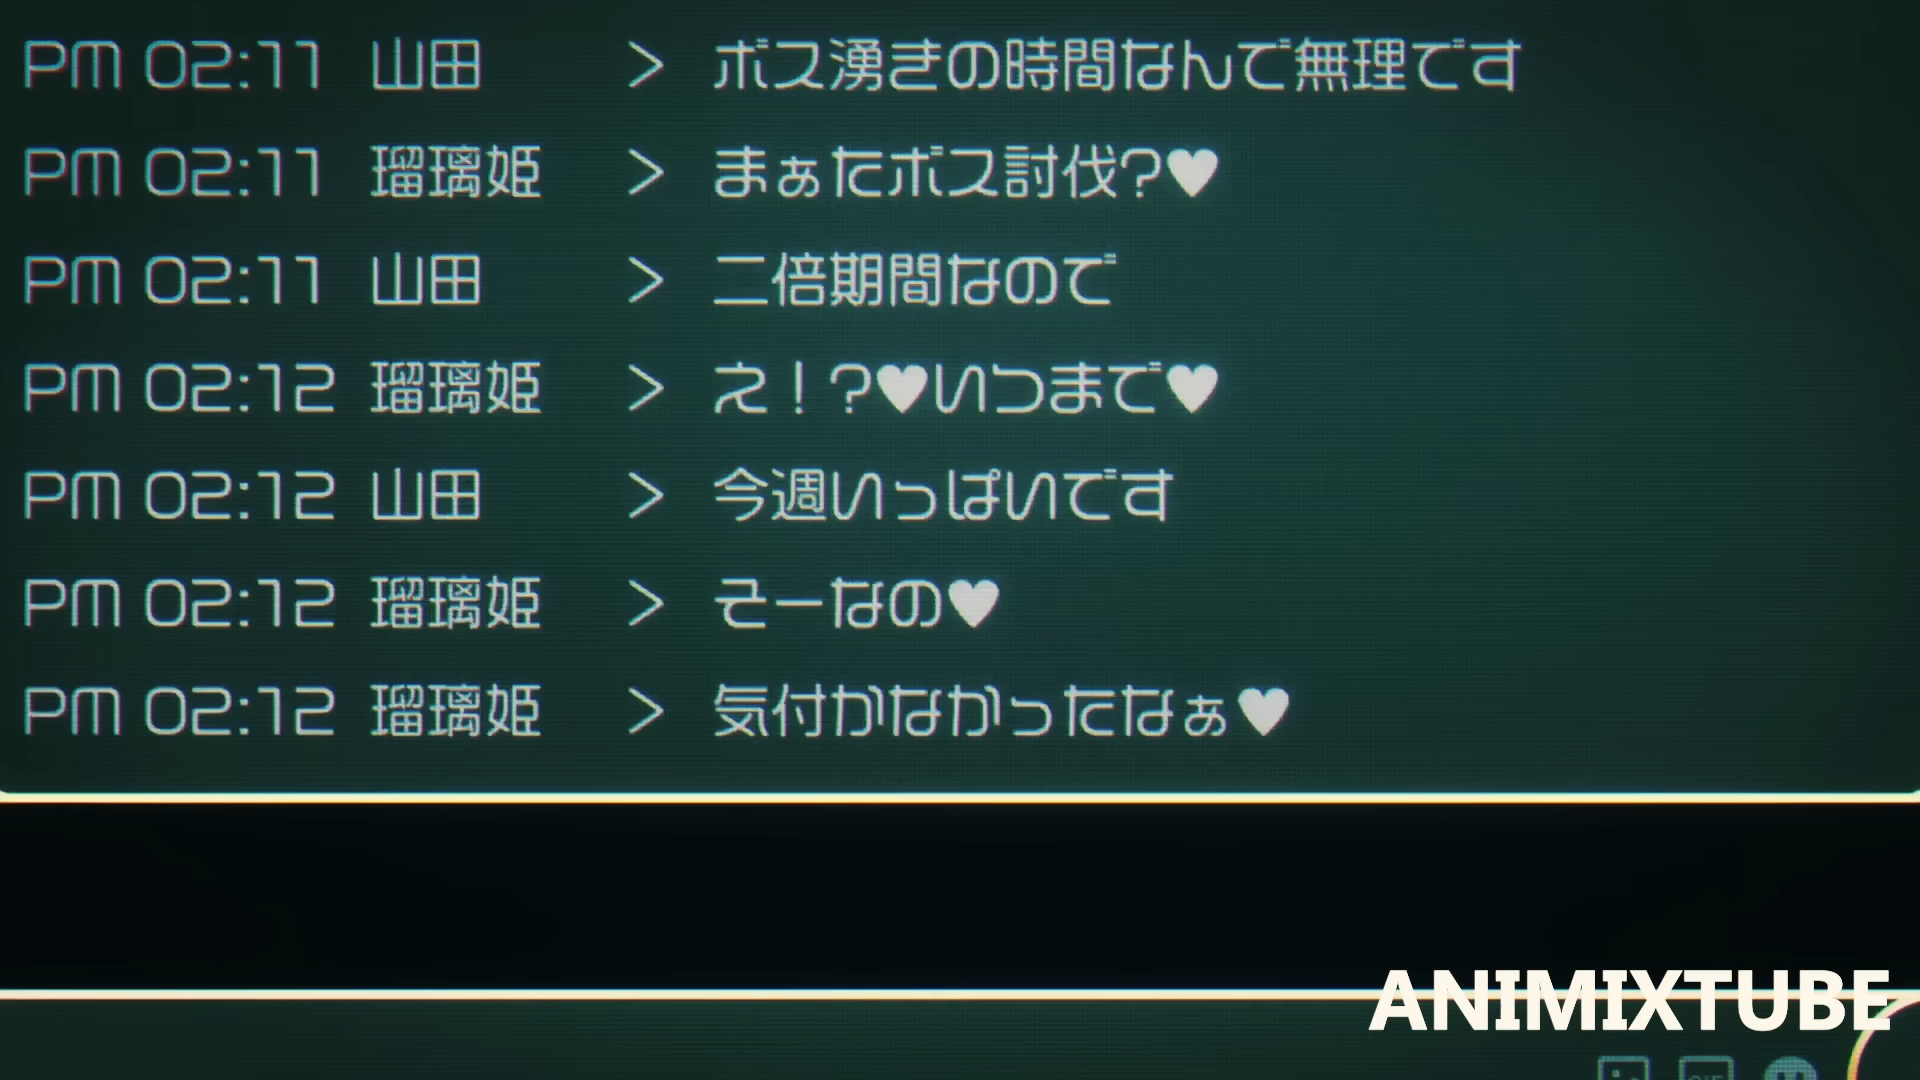 PM 02:11 山田 > ボス湧きの時間なんで無理です
PM 02:11 瑠璃姫 > まぁたボス討伐?♥
PM 02:11 山田 > 二倍期間なので
PM 02:12 瑠璃姫 > え！?♥いつまで♥
PM 02:12 山田 > 今週いっぱいです
PM 02:12 瑠璃姫 > そーなの♥
PM 02:12 瑠璃姫 > 気付かなかったなぁ♥
ANIMIXTUBE